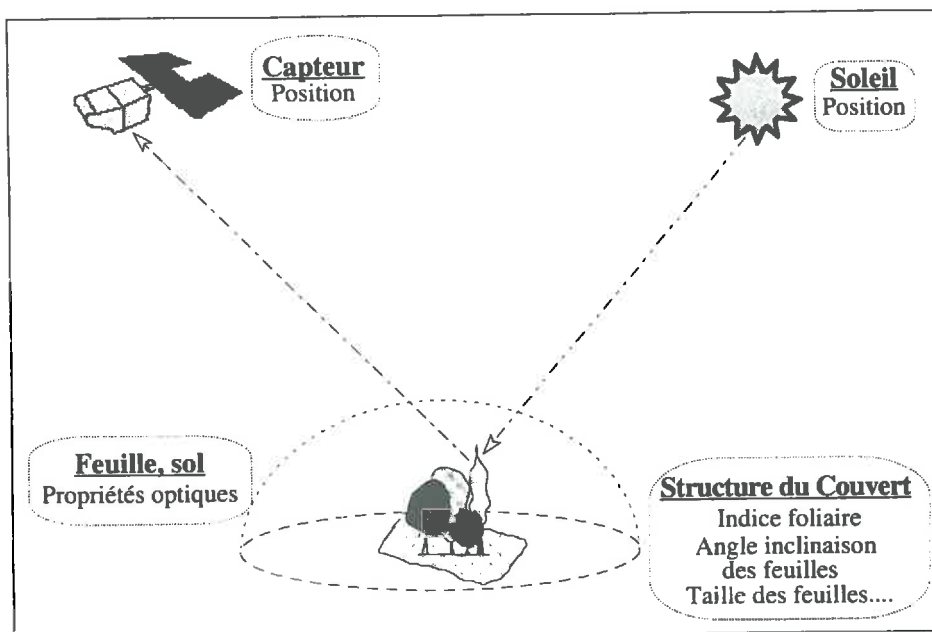 Capteur
Position
Soleil
Position
Feuille, sol
Propriétés optiques
Structure du Couvert
Indice foliaire
Angle inclinaison
des feuilles
Taille des feuilles....